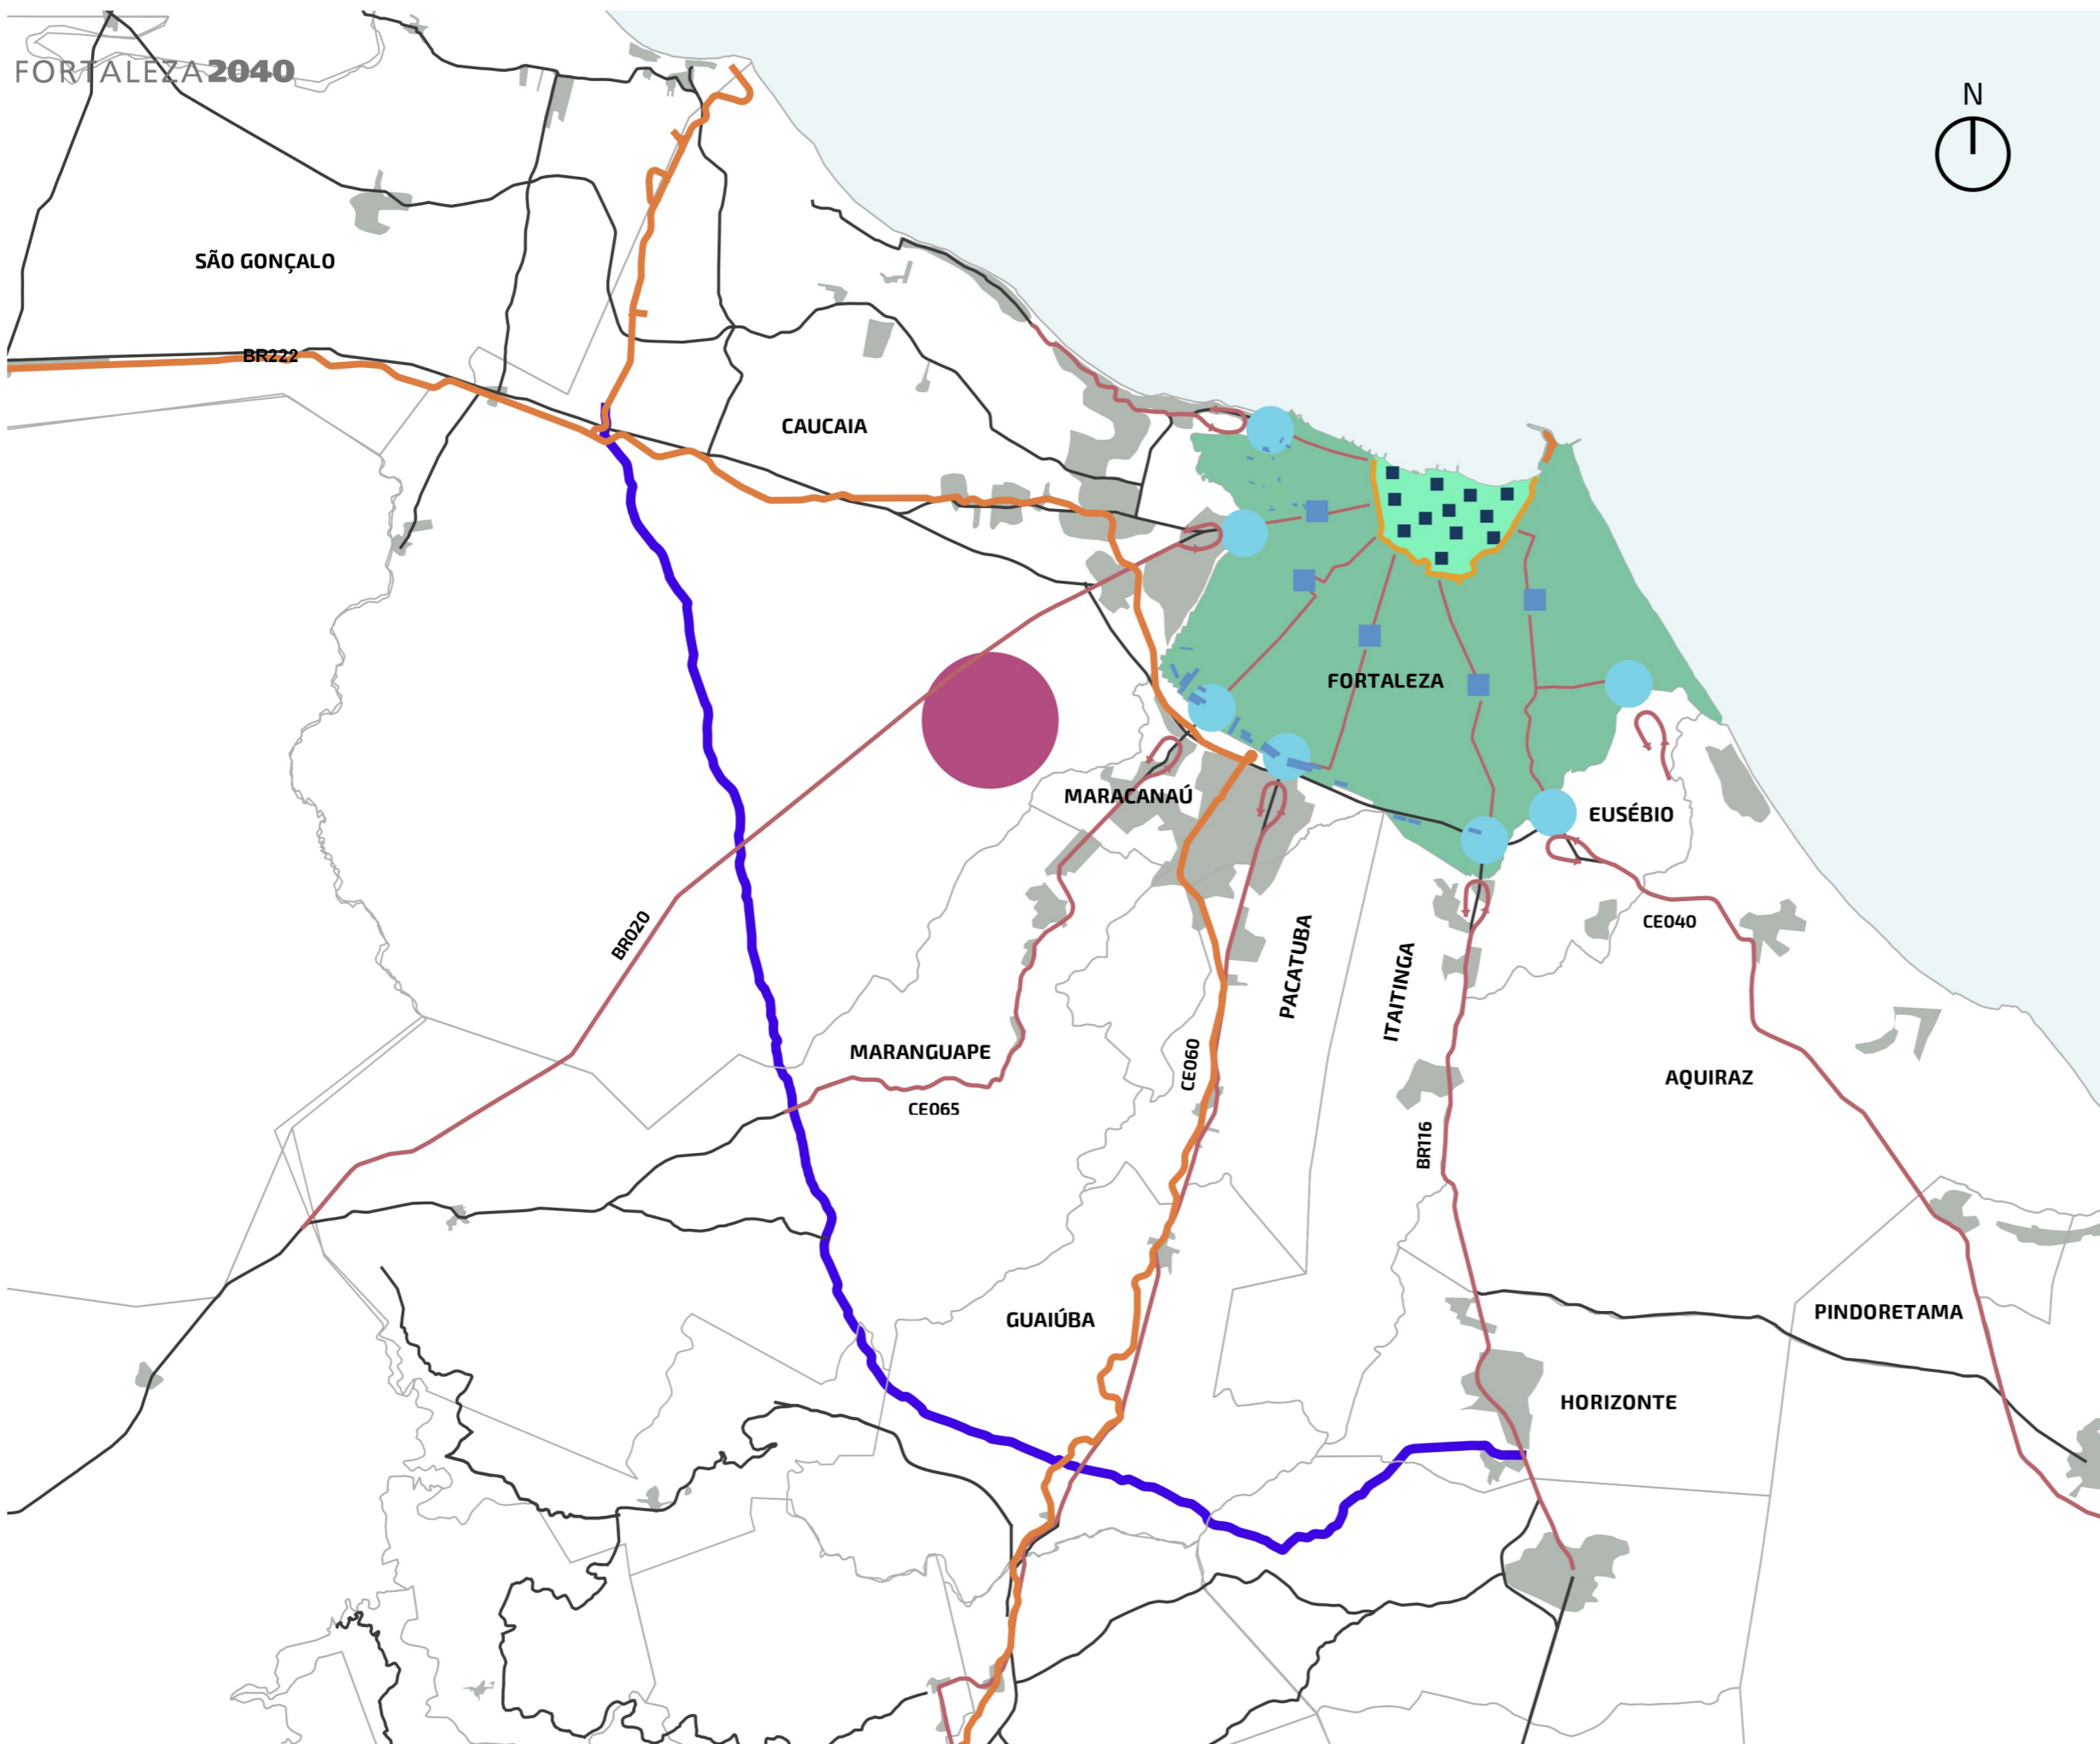 FORTALEZA2040
N
SÃO GONÇALO
BR222
CAUCAIA
FORTALEZA
MARACANAÚ
EUSÉBIO
BR020
CE040
PACATUBA
ITAITINGA
MARANGUAPE
CE060
AQUIRAZ
CE065
BR116
GUAIÚBA
PINDORETAMA
HORIZONTE